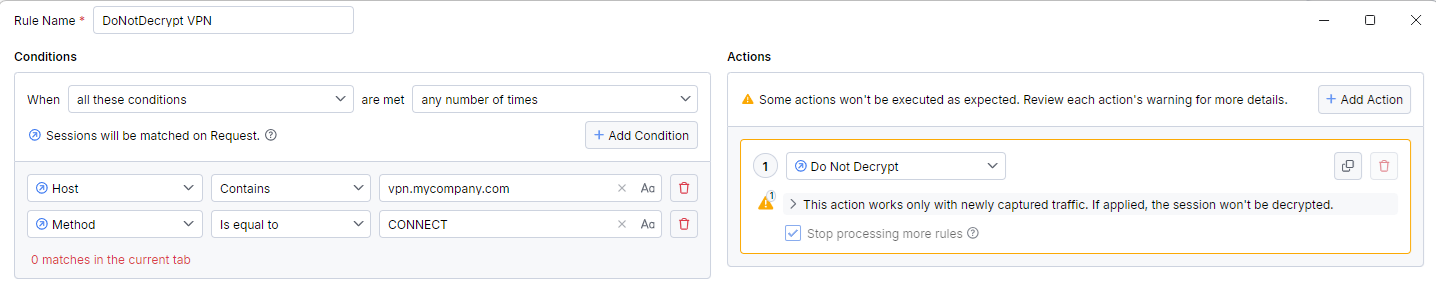 Rule Name * DoNotDecrypt VPN
Conditions
When all these conditions are met any number of times
Sessions will be matched on Request.
+ Add Condition
Host Contains vpn.mycompany.com Aa
Method Is equal to CONNECT Aa
0 matches in the current tab
Actions
Some actions won't be executed as expected. Review each action's warning for more details.
+ Add Action
1 Do Not Decrypt
1
This action works only with newly captured traffic. If applied, the session won't be decrypted.
Stop processing more rules